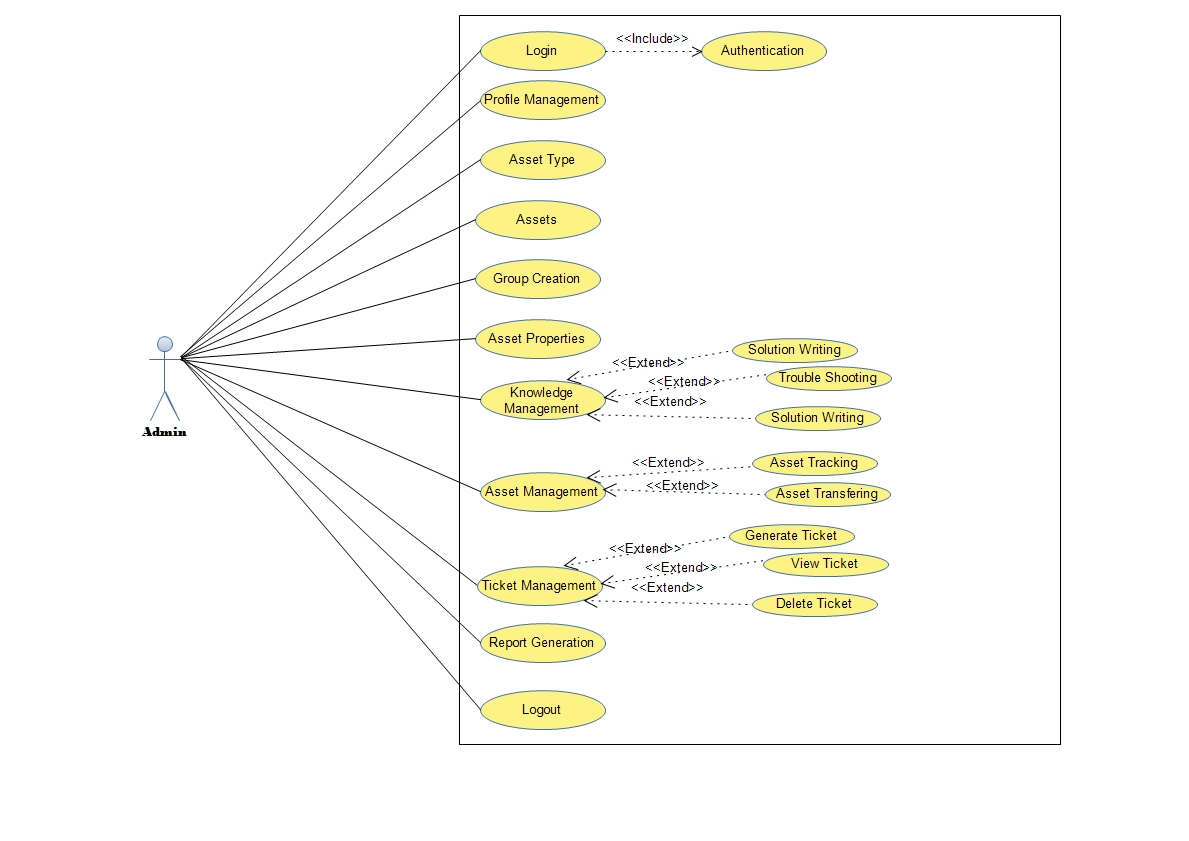 <<Include>>
Login
Authentication
Profile Management
Asset Type
Assets
Group Creation
Asset Properties
Solution Writing
<<Extend>>
Trouble Shooting
<<Extend>>
Knowledge
Management
<<Extend>>
Solution Writing
Admin
<<Extend>>
Asset Tracking
<<Extend>>
Asset Management
Asset Transfering
Generate Ticket
<<Extend>>
View Ticket
<<Extend>>
Ticket Management
<<Extend>>
Delete Ticket
Report Generation
Logout